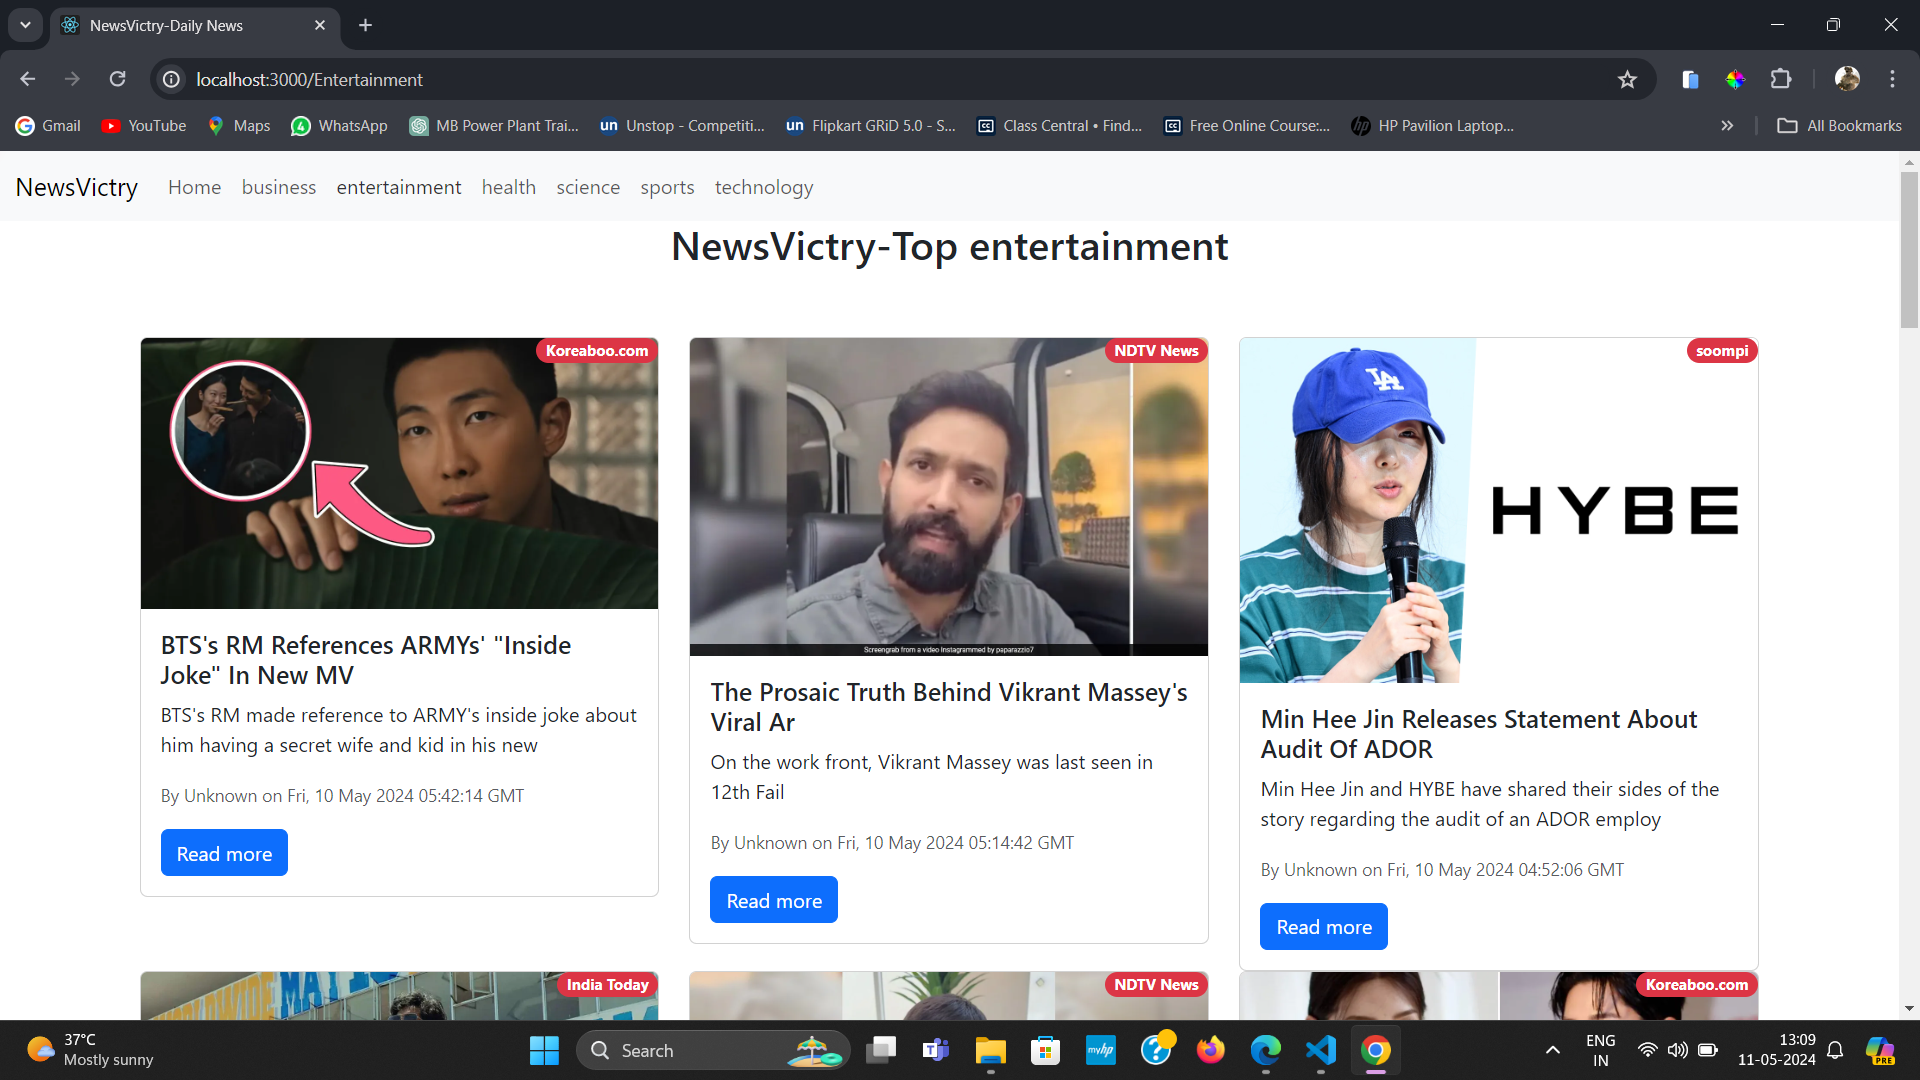 NewsVictry-Daily News
localhost:3000/Entertainment
Gmail YouTube Maps WhatsApp MB Power Plant Trai... Unstop - Competiti... Flipkart GRiD 5.0 - S... Class Central • Find... Free Online Course:... HP Pavilion Laptop... All Bookmarks
NewsVictry Home business entertainment health science sports technology
NewsVictry-Top entertainment
Koreaboo.com
BTS's RM References ARMYs' "Inside
Joke" In New MV
BTS's RM made reference to ARMY's inside joke about
him having a secret wife and kid in his new
By Unknown on Fri, 10 May 2024 05:42:14 GMT
Read more
NDTV News
Screengrab from a video Instagrammed by paparazzio7
The Prosaic Truth Behind Vikrant Massey's
Viral Ar
On the work front, Vikrant Massey was last seen in
12th Fail
By Unknown on Fri, 10 May 2024 05:14:42 GMT
Read more
soompi
LA
HYBE
Min Hee Jin Releases Statement About
Audit Of ADOR
Min Hee Jin and HYBE have shared their sides of the
story regarding the audit of an ADOR employ
By Unknown on Fri, 10 May 2024 04:52:06 GMT
Read more
India Today
NDTV News
Koreaboo.com
37°C
Mostly sunny
Search
myhp
ENG
IN
13:09
11-05-2024
PRE